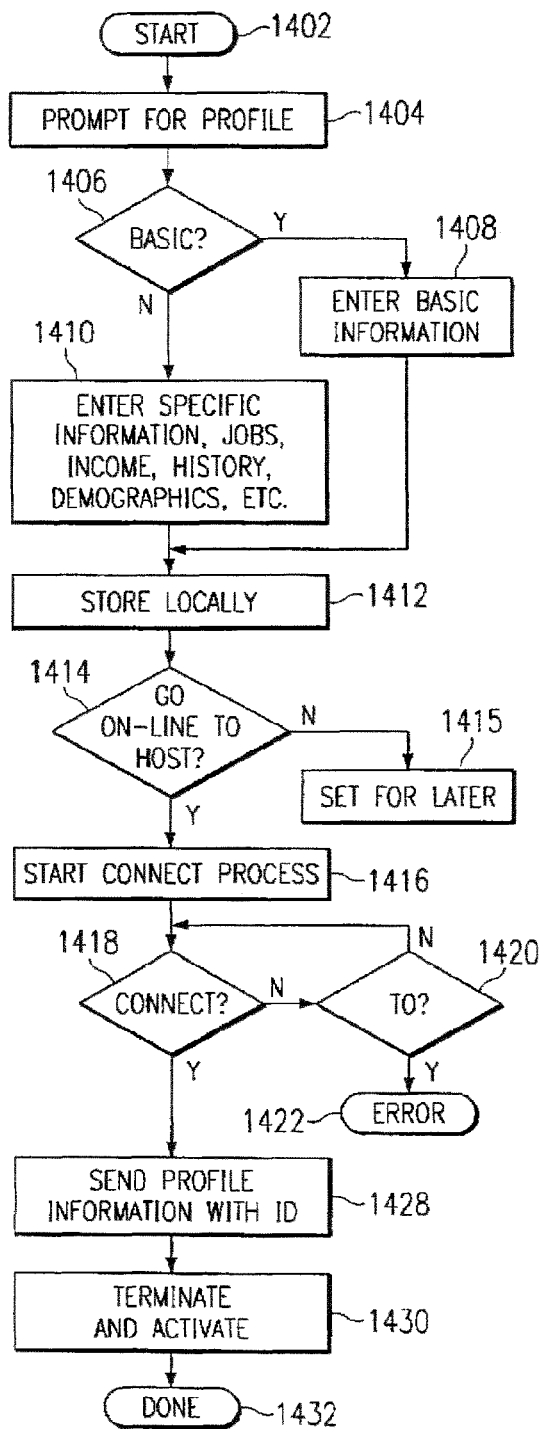 START
1402
PROMPT FOR PROFILE
1404
1406
BASIC?
Y
N
1408
ENTER BASIC
INFORMATION
1410
ENTER SPECIFIC
INFORMATION, JOBS,
INCOME, HISTORY,
DEMOGRAPHICS, ETC.
STORE LOCALLY
1412
1414
GO
ON-LINE TO
HOST?
N
Y
1415
SET FOR LATER
START CONNECT PROCESS
1416
1418
CONNECT?
N
Y
N
1420
TO?
Y
1422
ERROR
SEND PROFILE
INFORMATION WITH ID
1428
TERMINATE
AND ACTIVATE
1430
DONE
1432